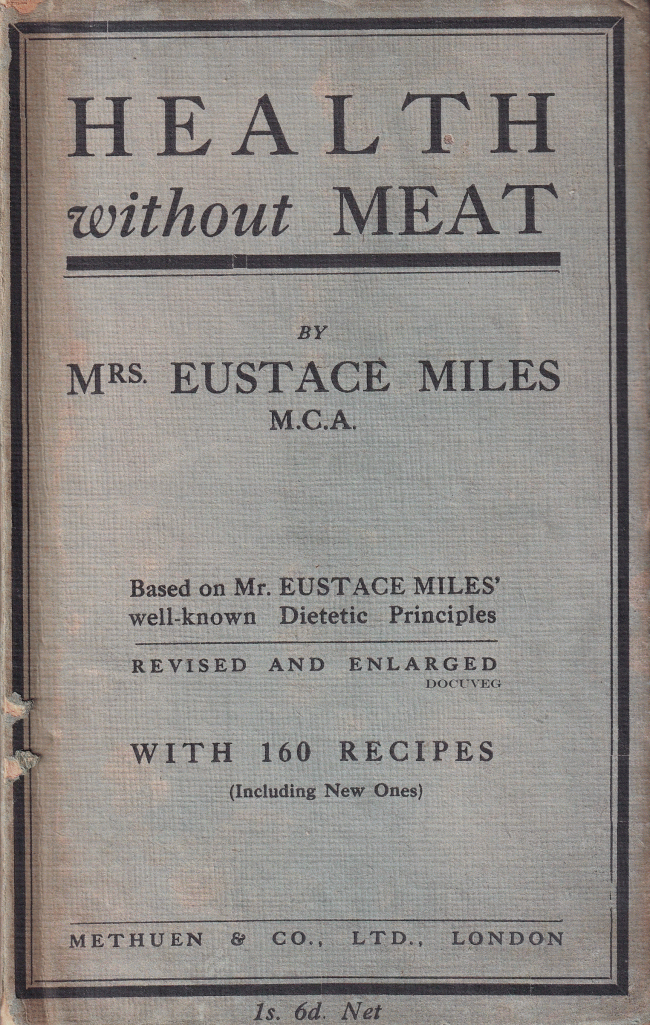 HEALTH
without MEAT
BY
MRS. EUSTACE MILES
M.C.A.
Based on Mr. EUSTACE MILES'
well-known Dietetic Principles
REVISED AND ENLARGED
DOCUVEG
WITH 160 RECIPES
(Including New Ones)
METHUEN & CO., LTD., LONDON
1s. 6d. Net